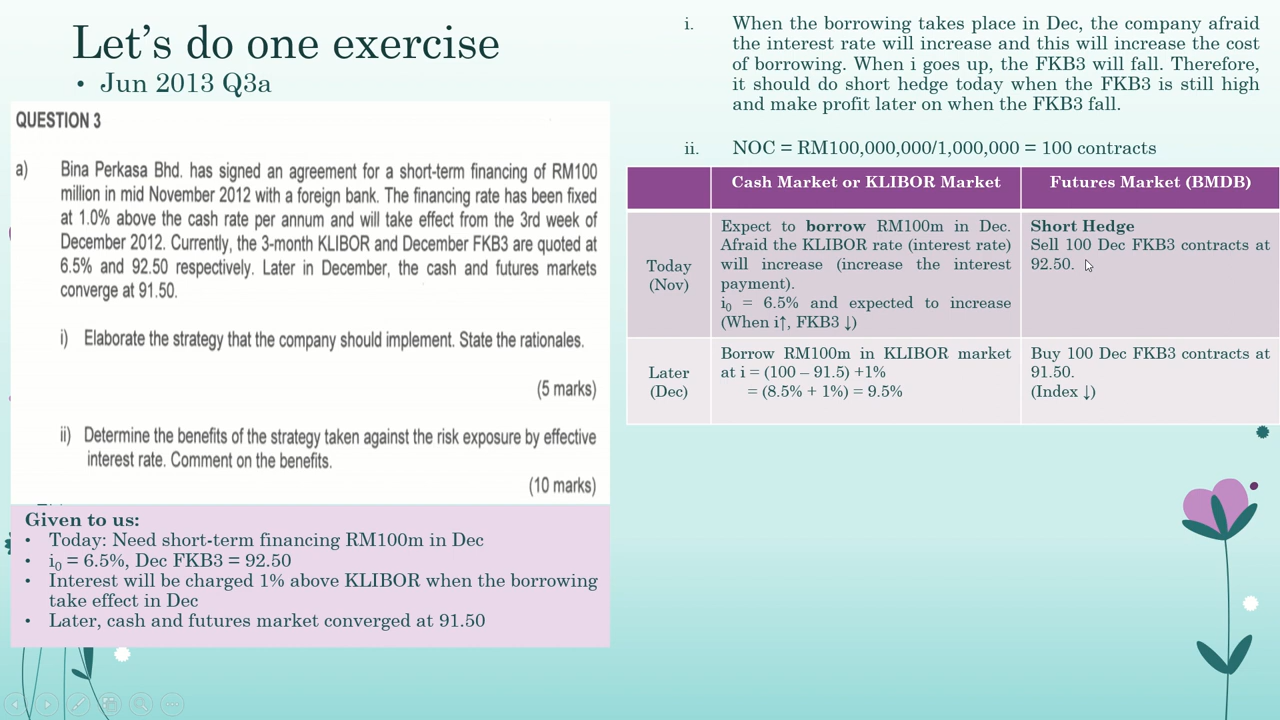 Let's do one exercise
• Jun 2013 Q3a
QUESTION 3
a) Bina Perkasa Bhd. has signed an agreement for a short-term financing of RM100
million in mid November 2012 with a foreign bank. The financing rate has been fixed
at 1.0% above the cash rate per annum and will take effect from the 3rd week of
December 2012. Currently, the 3-month KLIBOR and December FKB3 are quoted at
6.5% and 92.50 respectively. Later in December, the cash and futures markets
converge at 91.50.
i) Elaborate the strategy that the company should implement. State the rationales.
(5 marks)
ii) Determine the benefits of the strategy taken against the risk exposure by effective
interest rate. Comment on the benefits.
(10 marks)
Given to us:
• Today: Need short-term financing RM100m in Dec
• i₀ = 6.5%, Dec FKB3 = 92.50
• Interest will be charged 1% above KLIBOR when the borrowing
take effect in Dec
• Later, cash and futures market converged at 91.50
i. When the borrowing takes place in Dec, the company afraid
the interest rate will increase and this will increase the cost
of borrowing. When i goes up, the FKB3 will fall. Therefore,
it should do short hedge today when the FKB3 is still high
and make profit later on when the FKB3 fall.
ii. NOC = RM100,000,000/1,000,000 = 100 contracts
Cash Market or KLIBOR Market
Futures Market (BMDB)
Today
(Nov)
Expect to borrow RM100m in Dec.
Afraid the KLIBOR rate (interest rate)
will increase (increase the interest
payment).
i₀ = 6.5% and expected to increase
(When i↑, FKB3 ↓)
Short Hedge
Sell 100 Dec FKB3 contracts at
92.50.
Later
(Dec)
Borrow RM100m in KLIBOR market
at i = (100 – 91.5) +1%
= (8.5% + 1%) = 9.5%
Buy 100 Dec FKB3 contracts at
91.50.
(Index ↓)